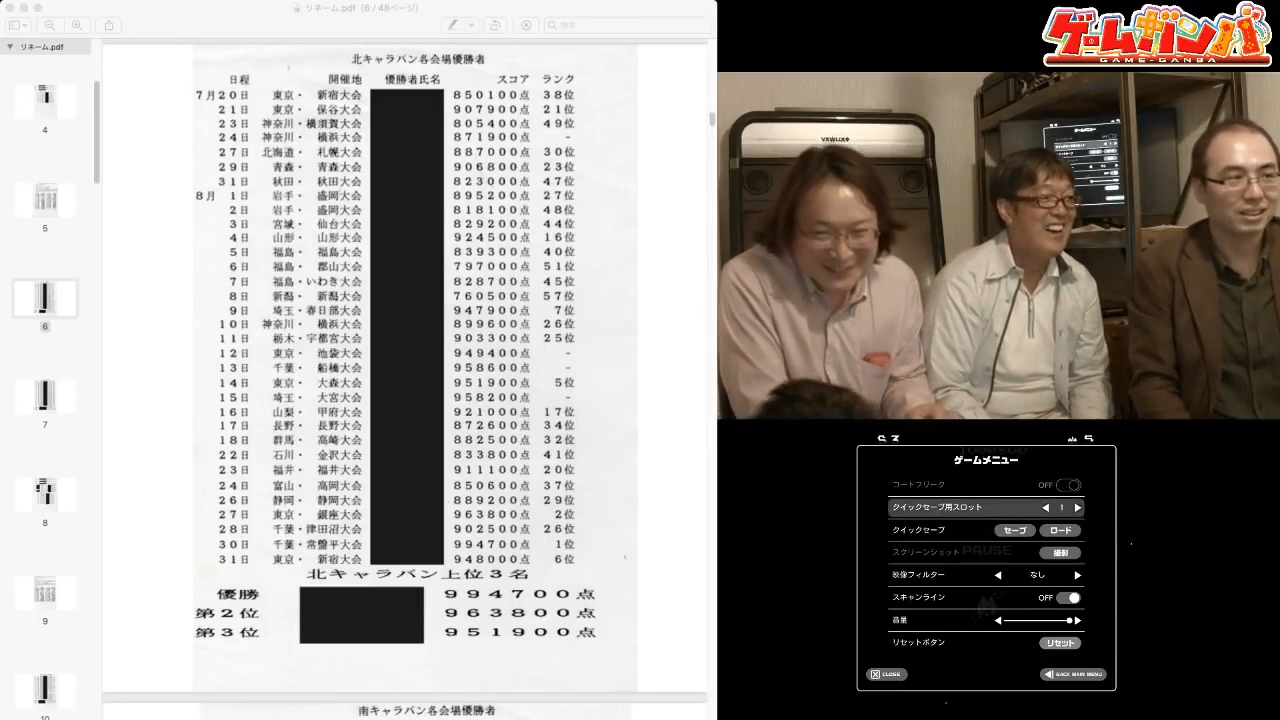 リネーム.pdf (6 / 48ページ)
検索
リネーム.pdf
4
5
6
7
8
9
10
北キャラバン各会場優勝者
日程 開催地 優勝者氏名 スコア ランク
7月20日 東京・ 新宿大会 850100点 38位
21日 東京・ 保谷大会 907900点 21位
23日 神奈川・横須賀大会 805400点 49位
24日 神奈川・ 横浜大会 871900点 -
27日 北海道・ 札幌大会 887000点 30位
29日 青森・ 青森大会 906800点 23位
31日 秋田・ 秋田大会 823000点 47位
8月 1日 岩手・ 盛岡大会 895200点 27位
2日 岩手・ 盛岡大会 818100点 48位
3日 宮城・ 仙台大会 829200点 44位
4日 山形・ 山形大会 924500点 16位
5日 福島・ 福島大会 839300点 40位
6日 福島・ 郡山大会 797000点 51位
7日 福島・いわき大会 828700点 45位
8日 新潟・ 新潟大会 760500点 57位
9日 埼玉・春日部大会 947900点 7位
10日 神奈川・ 横浜大会 899600点 26位
11日 栃木・宇都宮大会 903300点 25位
12日 東京・ 池袋大会 949400点 -
13日 千葉・ 船橋大会 958600点 -
14日 東京・ 大森大会 951900点 5位
15日 埼玉・ 大宮大会 958200点 -
16日 山梨・ 甲府大会 921000点 17位
17日 長野・ 長野大会 872600点 34位
18日 群馬・ 高崎大会 882500点 32位
22日 石川・ 金沢大会 833800点 41位
23日 福井・ 福井大会 911100点 20位
24日 富山・ 高岡大会 850600点 37位
26日 静岡・ 静岡大会 889200点 29位
27日 東京・ 銀座大会 963800点 2位
28日 千葉・津田沼大会 902500点 26位
30日 千葉・常盤平大会 994700点 1位
31日 東京・ 新宿大会 948000点 6位
北キャラバン上位3名
優勝 994700点
第2位 963800点
第3位 951900点
南キャラバン各会場優勝者
ゲームガンバ
GAME-GANBA
ゲームメニュー
コードフリーク OFF
クイックセーブ用スロット 1
クイックセーブ セーブ ロード
スクリーンショット 撮影
PAUSE
映像フィルター なし
スキャンライン OFF
音量
リセットボタン リセット
CLOSE
BACK MAIN MENU